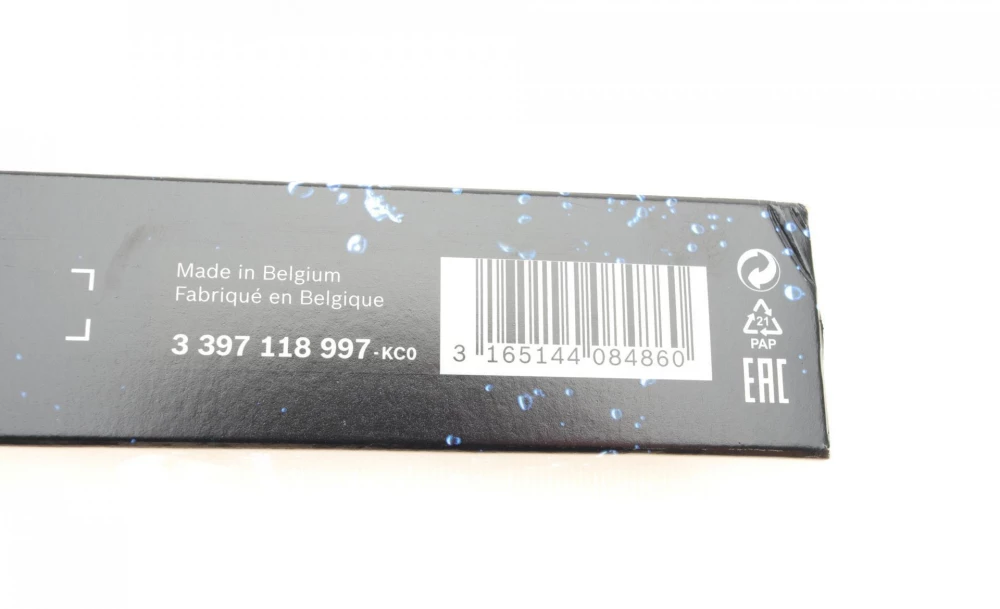 Made in Belgium
Fabriqué en Belgique
3 397 118 997-KC0
3 165144 084860
21
PAP
EAC